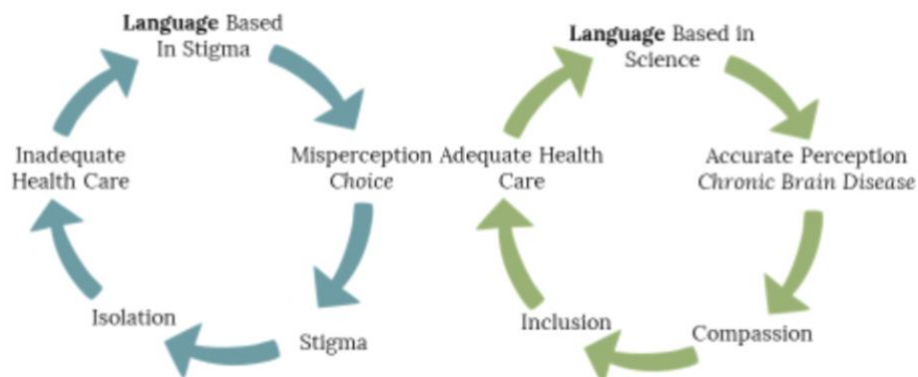 Language Based
In Stigma
Misperception
Choice
Stigma
Isolation
Inadequate
Health Care
Language Based in
Science
Accurate Perception
Chronic Brain Disease
Compassion
Inclusion
Adequate Health
Care